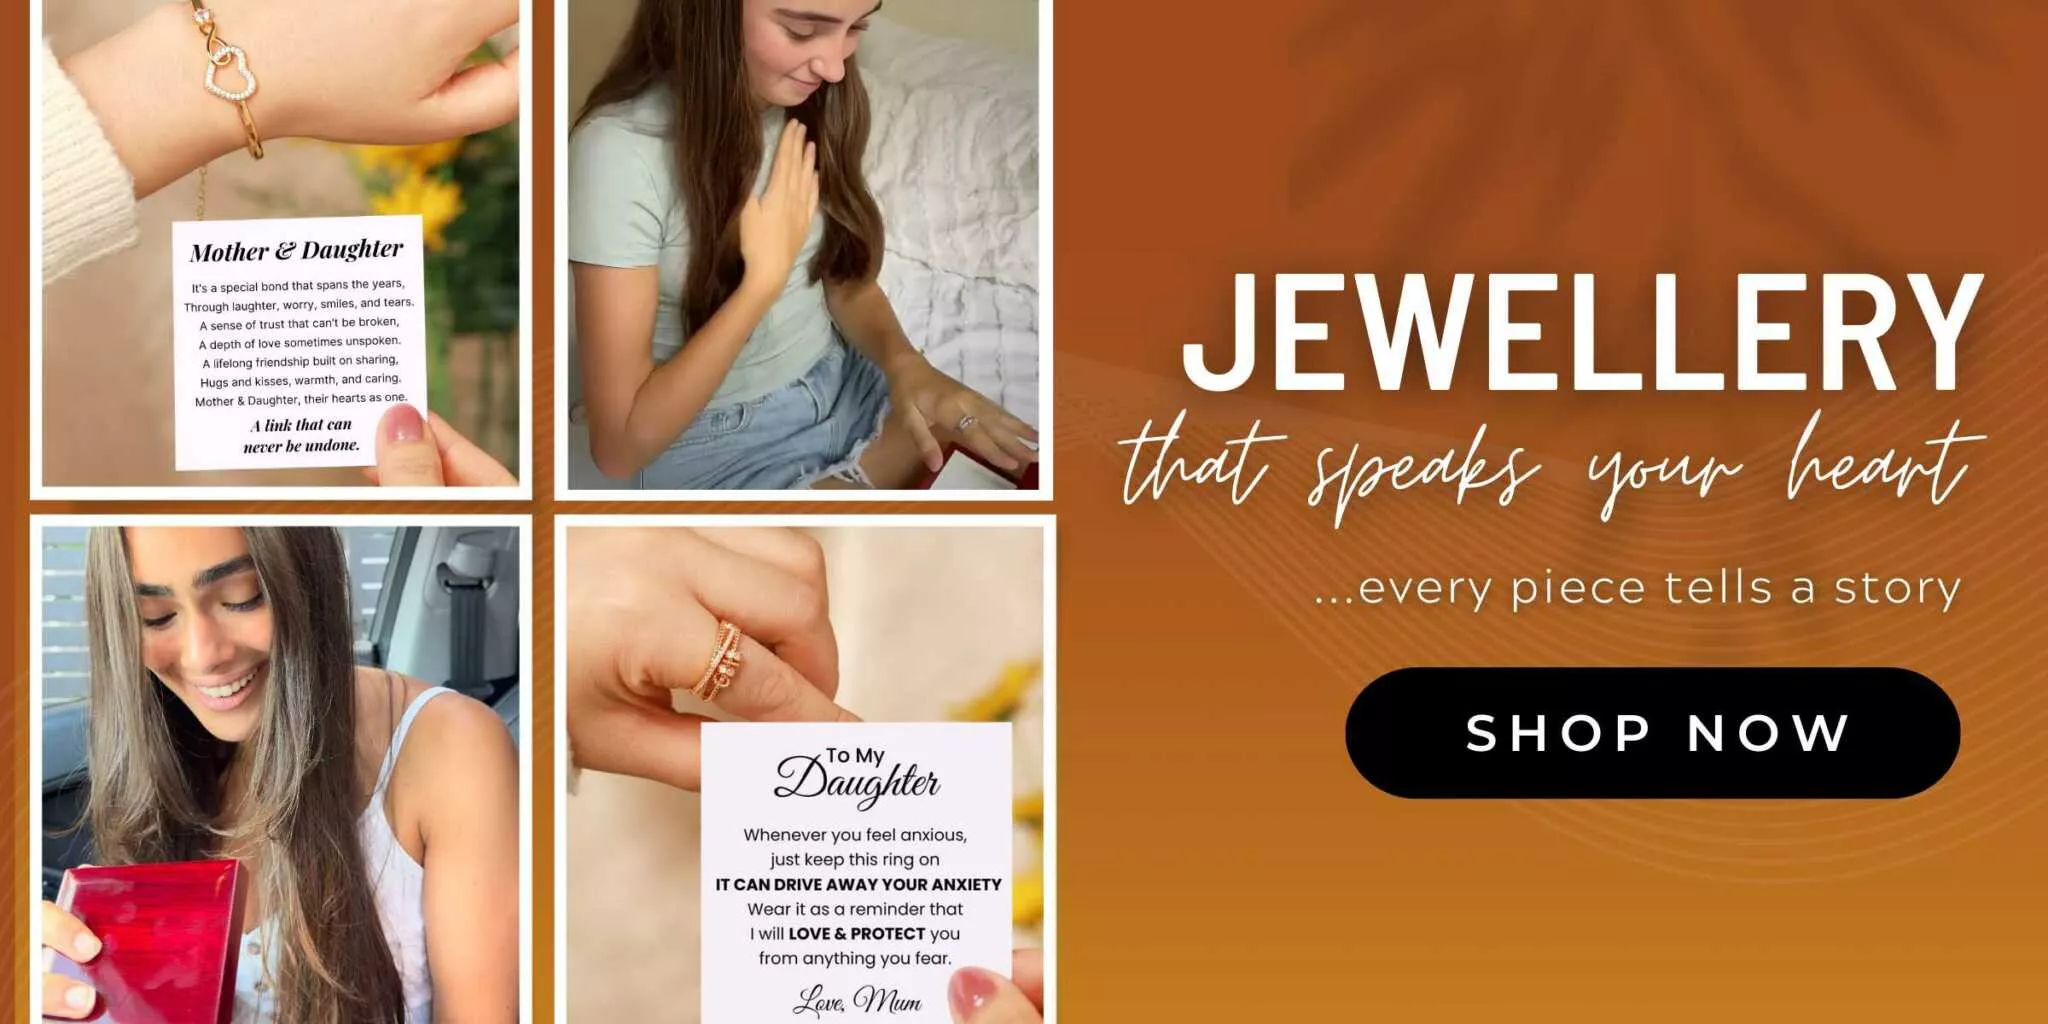 Mother & Daughter
It's a special bond that spans the years,
Through laughter, worry, smiles, and tears.
A sense of trust that can't be broken,
A depth of love sometimes unspoken.
A lifelong friendship built on sharing,
Hugs and kisses, warmth, and caring.
Mother & Daughter, their hearts as one.
A link that can
never be undone.
To My
Daughter
Whenever you feel anxious,
just keep this ring on
IT CAN DRIVE AWAY YOUR ANXIETY
Wear it as a reminder that
I will LOVE & PROTECT you
from anything you fear.
Love, Mum
JEWELLERY
that speaks your heart
...every piece tells a story
SHOP NOW